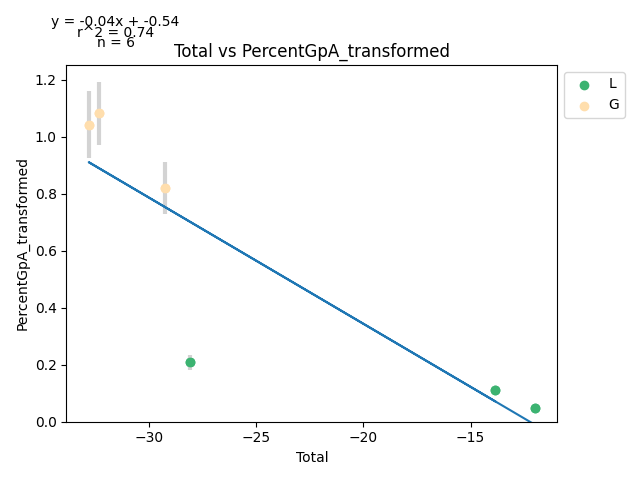 y = -0.04x + -0.54
r^2 = 0.74
n = 6
Total vs PercentGpA_transformed
L
G
PercentGpA_transformed
1.2
1.0
0.8
0.6
0.4
0.2
0.0
−30
−25
−20
−15
Total